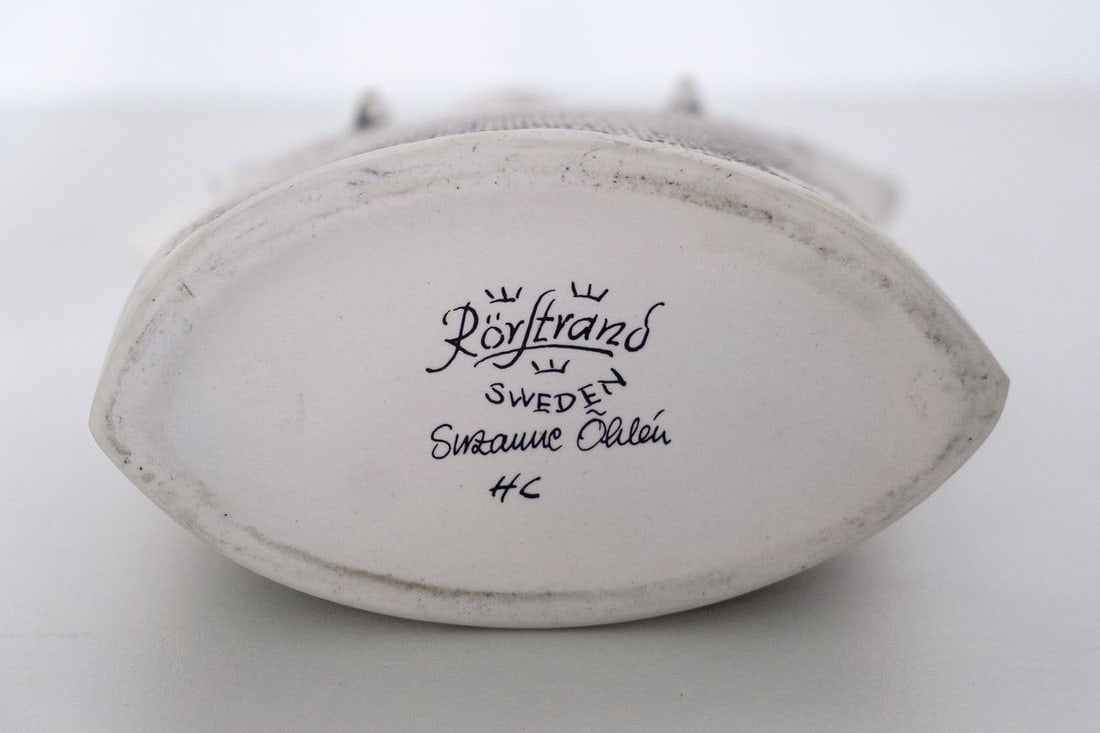 Rörstrand
SWEDEN
Suzanne Öhlén
HC